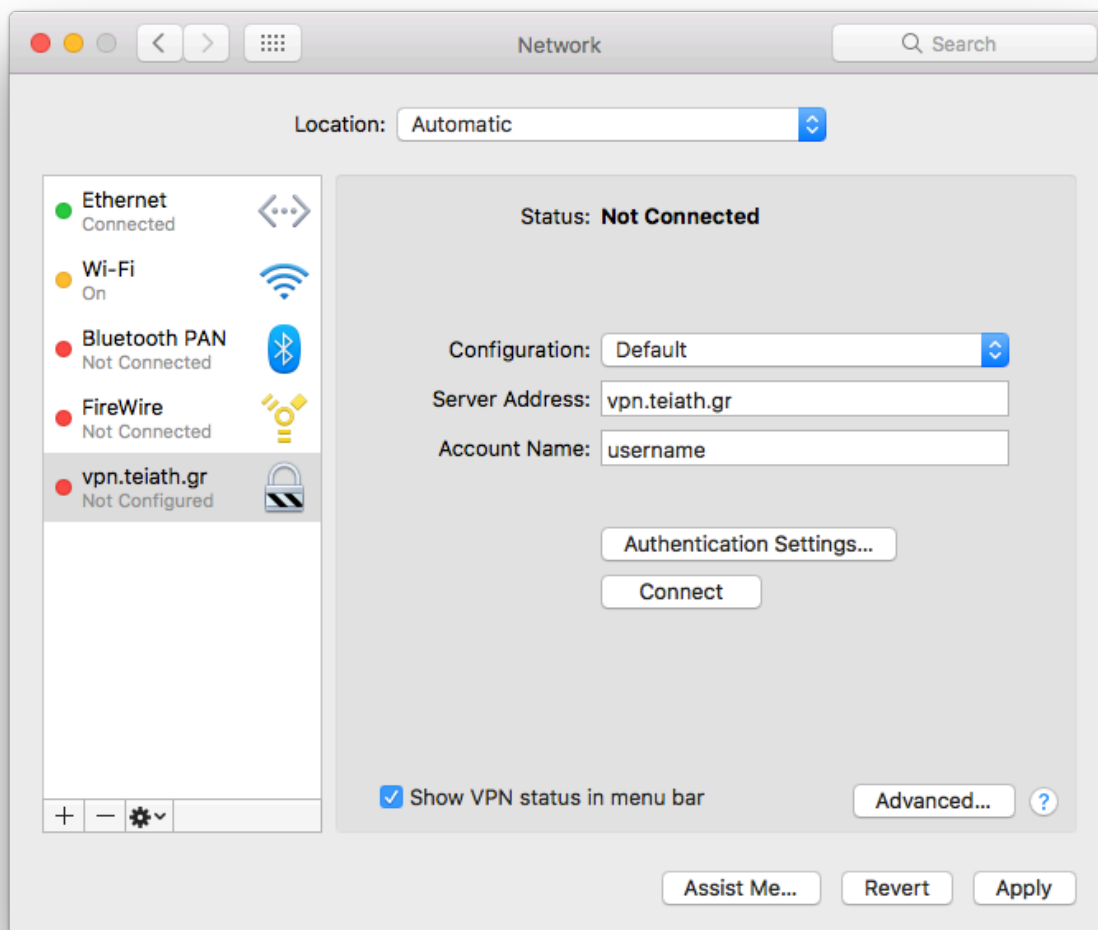 Network
Search
Location: Automatic
Ethernet
Connected
Wi-Fi
On
Bluetooth PAN
Not Connected
FireWire
Not Connected
vpn.teiath.gr
Not Configured
Status: Not Connected
Configuration: Default
Server Address: vpn.teiath.gr
Account Name: username
Authentication Settings...
Connect
Show VPN status in menu bar
Advanced...
?
Assist Me...
Revert
Apply